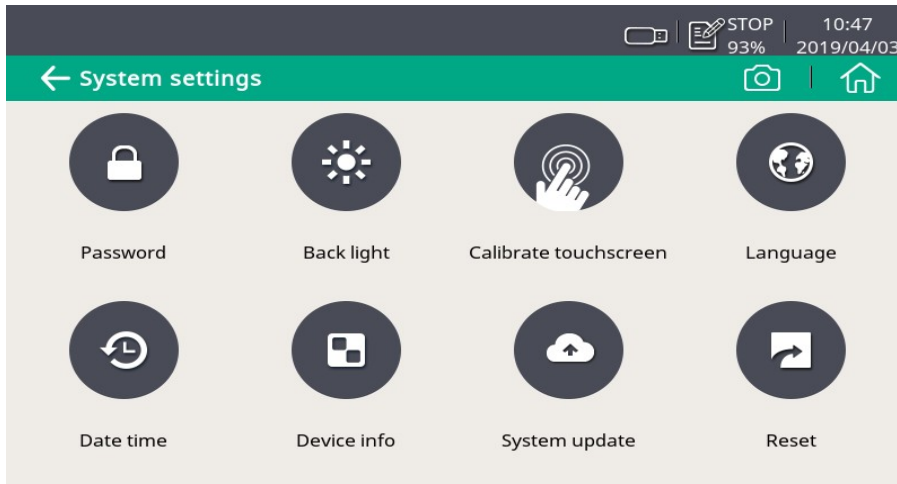 STOP 10:47
93% 2019/04/03
System settings
Password Back light Calibrate touchscreen Language
Date time Device info System update Reset